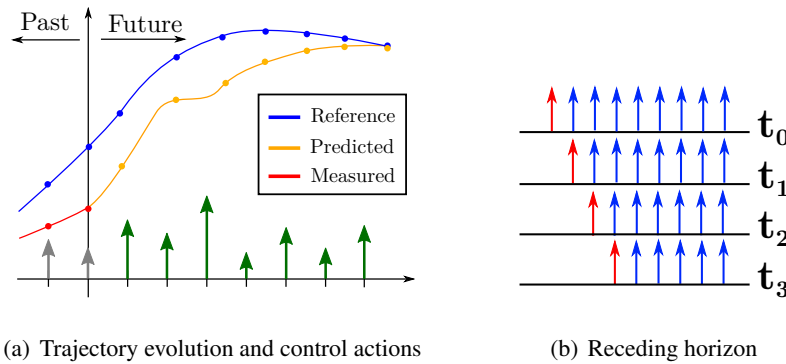 Past
Future
Reference
Predicted
Measured
t0
t1
t2
t3
(a) Trajectory evolution and control actions
(b) Receding horizon